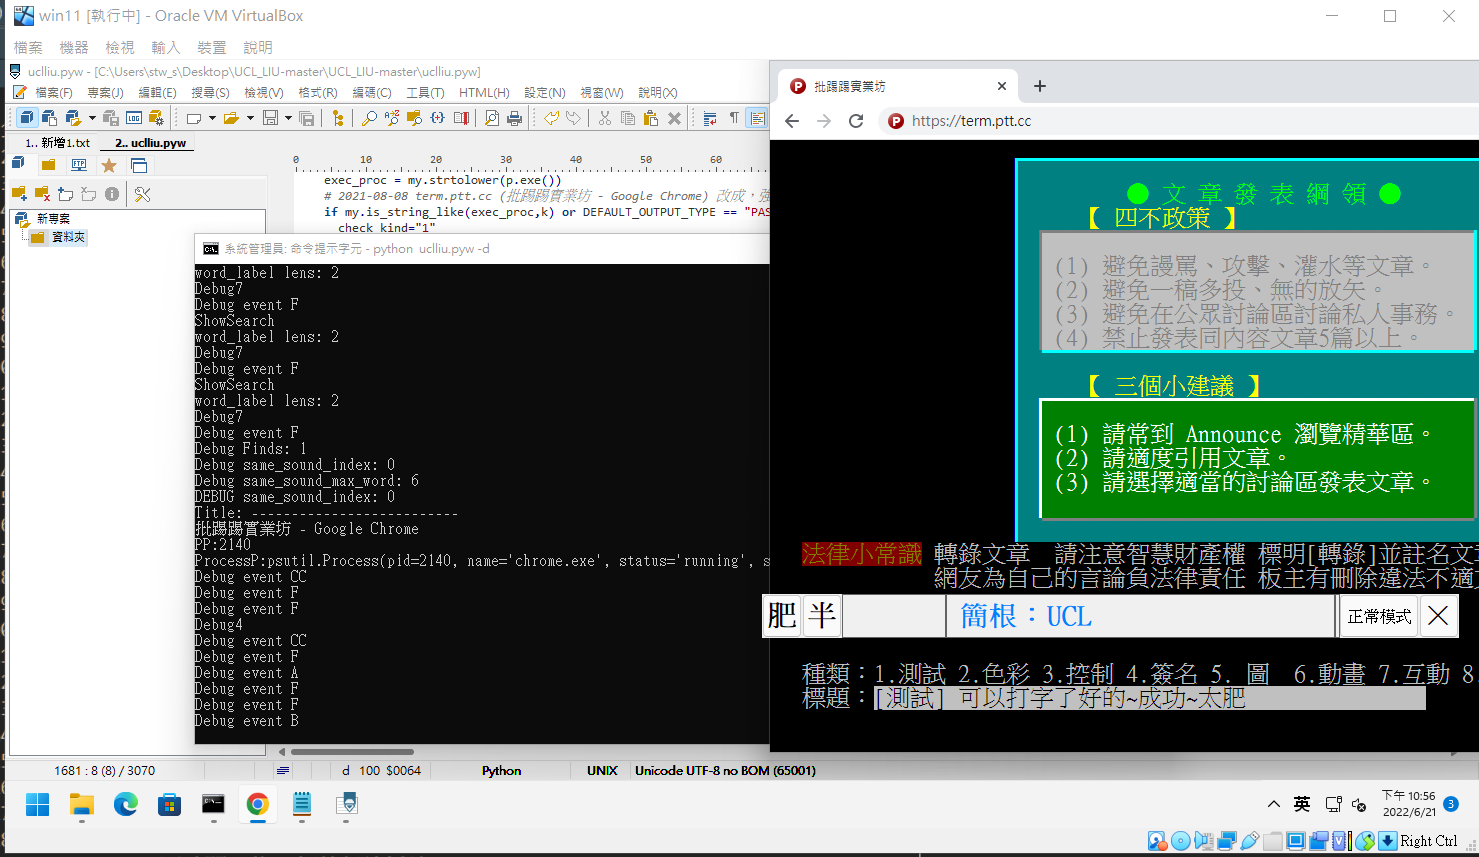 win11 [執行中] - Oracle VM VirtualBox
檔案 機器 檢視 輸入 裝置 說明
uclliu.pyw - [C:\Users\stw_s\Desktop\UCL_LIU-master\UCL_LIU-master\uclliu.pyw]
檔案(F) 專案(J) 編輯(E) 搜尋(S) 檢視(V) 格式(R) 編碼(C) 工具(T) HTML(H) 設定(N) 視窗(W) 說明(X)
1.. 新增1.txt 2.. uclliu.pyw
0 10 20 30 40 50 60
exec_proc = my.strtolower(p.exe())
# 2021-08-08 term.ptt.cc (批踢踢實業坊 - Google Chrome) 改成，強
if my.is_string_like(exec_proc,k) or DEFAULT_OUTPUT_TYPE == "PAS
check_kind="1"
新專案
資料夾
系統管理員: 命令提示字元 - python uclliu.pyw -d
word_label lens: 2
Debug7
Debug event F
ShowSearch
word_label lens: 2
Debug7
Debug event F
ShowSearch
word_label lens: 2
Debug7
Debug event F
Debug Finds: 1
Debug same_sound_index: 0
Debug same_sound_max_word: 6
DEBUG same_sound_index: 0
Title: --------------------------
批踢踢實業坊 - Google Chrome
PP:2140
ProcessP:psutil.Process(pid=2140, name='chrome.exe', status='running', s
Debug event CC
Debug event F
Debug event F
Debug4
Debug event CC
Debug event F
Debug event A
Debug event F
Debug event F
Debug event B
批踢踢實業坊
https://term.ptt.cc
● 文 章 發 表 綱 領 ●
【 四不政策 】
(1) 避免謾罵、攻擊、灌水等文章。
(2) 避免一稿多投、無的放矢。
(3) 避免在公眾討論區討論私人事務。
(4) 禁止發表同內容文章5篇以上。
【 三個小建議 】
(1) 請常到 Announce 瀏覽精華區。
(2) 請適度引用文章。
(3) 請選擇適當的討論區發表文章。
法律小常識 轉錄文章 請注意智慧財產權 標明[轉錄]並註名文章
網友為自己的言論負法律責任 板主有刪除違法不適文
肥 半 簡根：UCL 正常模式
種類：1.測試 2.色彩 3.控制 4.簽名 5. 圖 6.動畫 7.互動 8.
標題：[測試] 可以打字了好的~成功~太肥
1681 : 8 (8) / 3070 d 100 $0064 Python UNIX Unicode UTF-8 no BOM (65001)
英 下午 10:56
2022/6/21 3
Right Ctrl